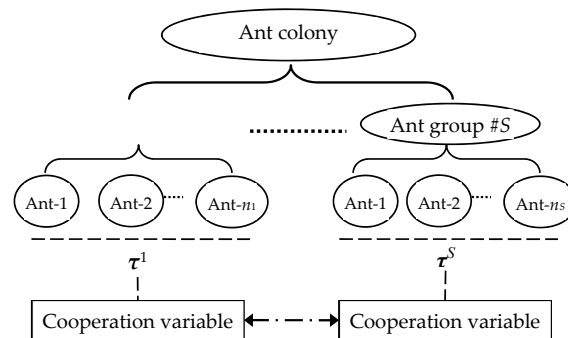 Ant colony
Ant group #S
Ant-1 Ant-2 Ant-n₁ Ant-1 Ant-2 Ant-nₛ
τ¹ τˢ
Cooperation variable Cooperation variable